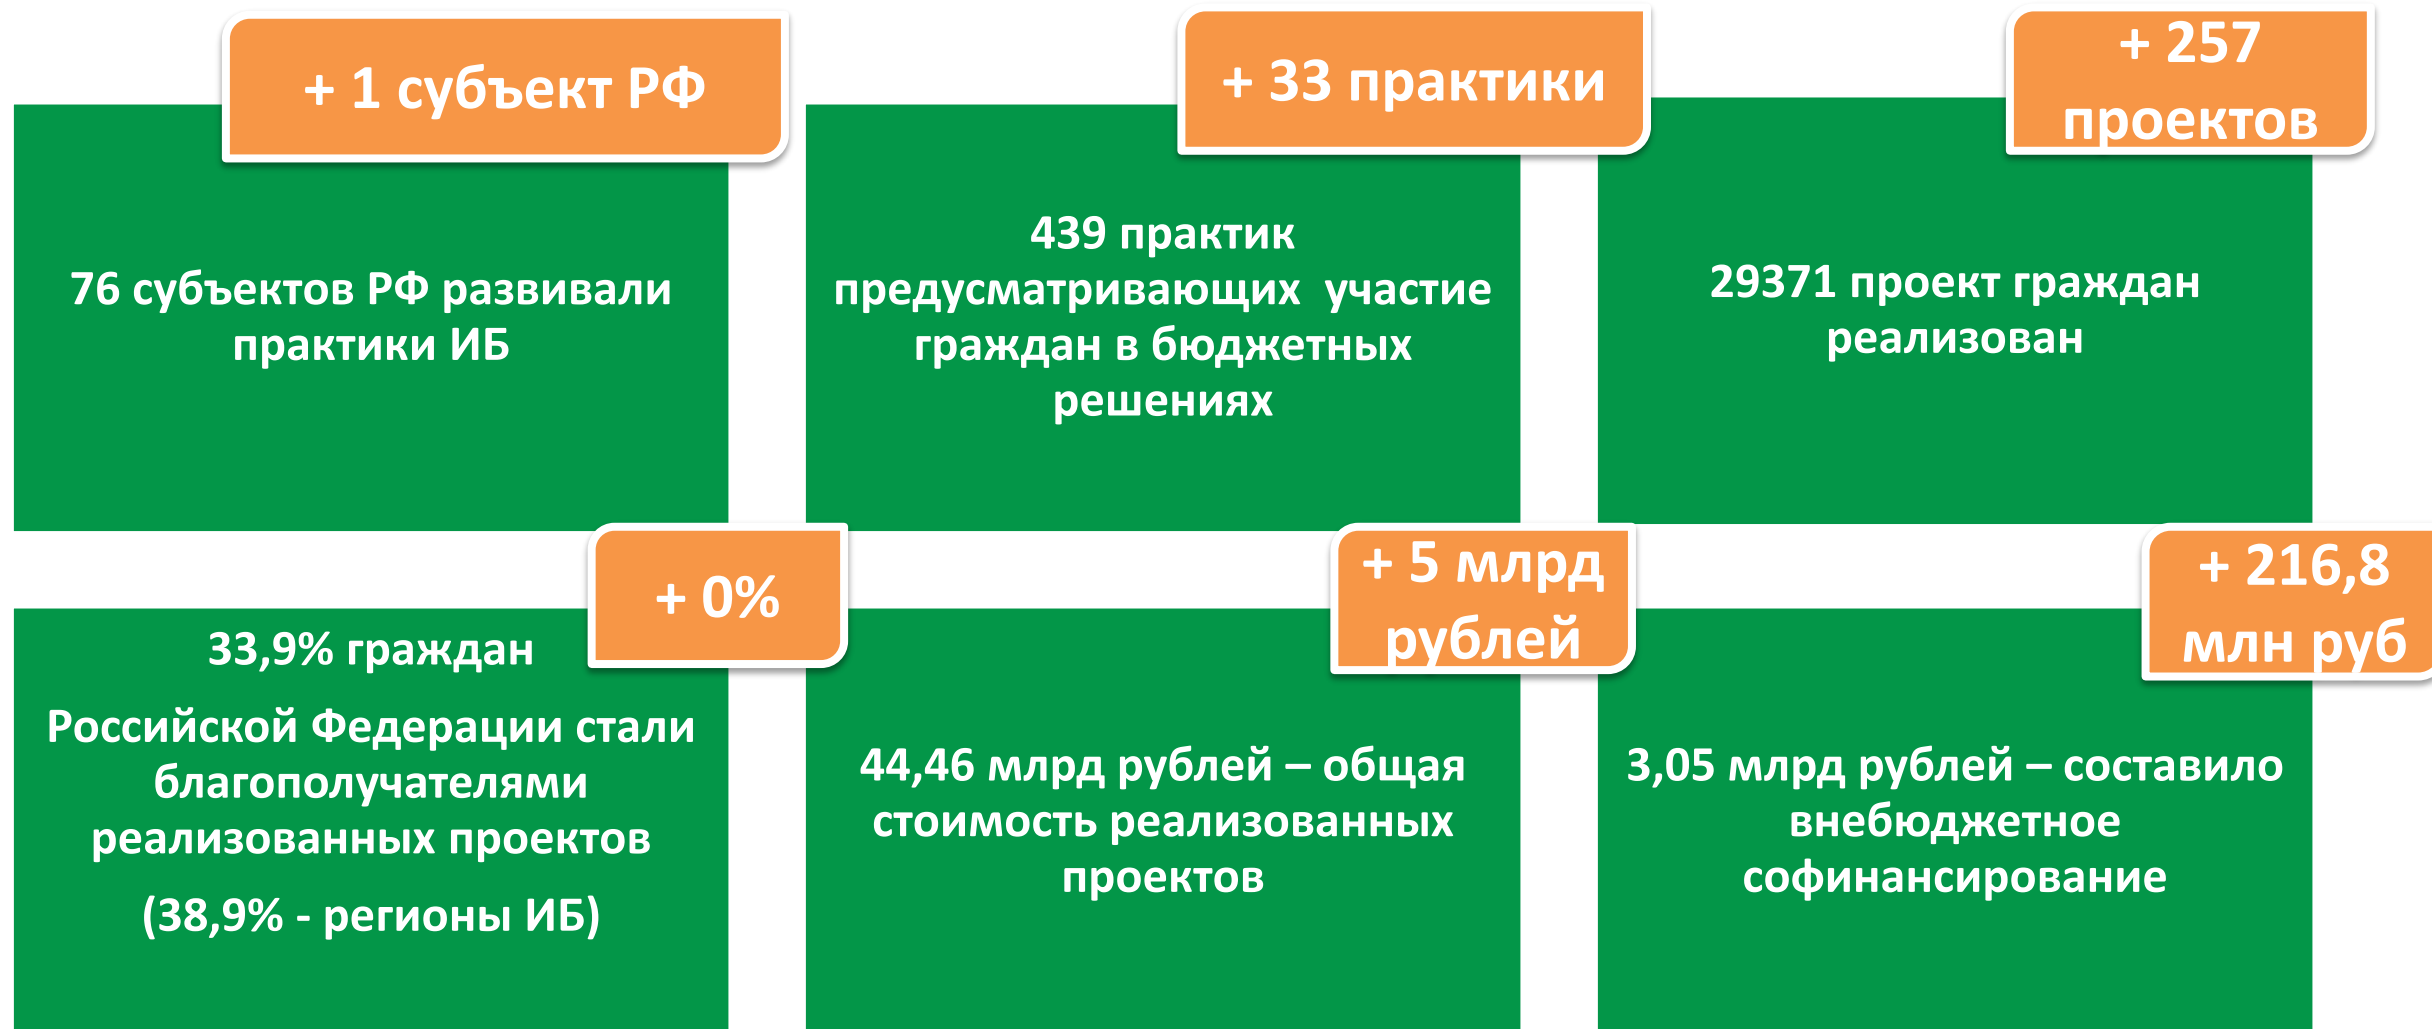 + 1 субъект РФ
76 субъектов РФ развивали
практики ИБ
+ 33 практики
439 практик
предусматривающих  участие
граждан в бюджетных
решениях
+ 257
проектов
29371 проект граждан
реализован
+ 0%
33,9% граждан
Российской Федерации стали
благополучателями
реализованных проектов
(38,9% - регионы ИБ)
+ 5 млрд
рублей
44,46 млрд рублей – общая
стоимость реализованных
проектов
+ 216,8
млн руб
3,05 млрд рублей – составило
внебюджетное
софинансирование